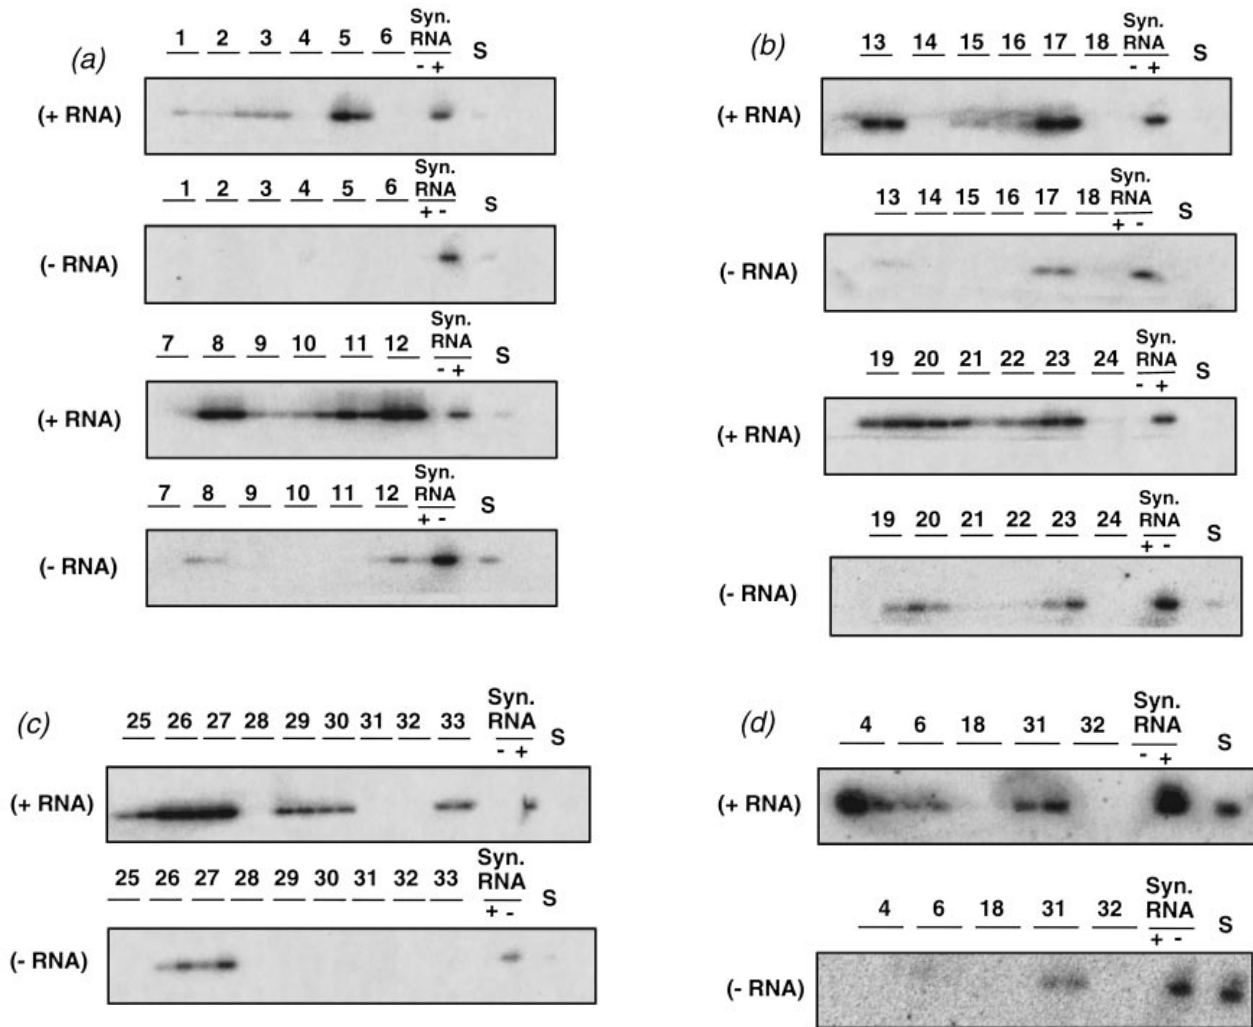 (a)
1 2 3 4 5 6 Syn. RNA S
- +
(+ RNA)
1 2 3 4 5 6 Syn. RNA S
+ -
(- RNA)
7 8 9 10 11 12 Syn. RNA S
- +
(+ RNA)
7 8 9 10 11 12 Syn. RNA S
+ -
(- RNA)
(b)
13 14 15 16 17 18 Syn. RNA S
- +
(+ RNA)
13 14 15 16 17 18 Syn. RNA S
+ -
(- RNA)
19 20 21 22 23 24 Syn. RNA S
- +
(+ RNA)
19 20 21 22 23 24 Syn. RNA S
+ -
(- RNA)
(c)
25 26 27 28 29 30 31 32 33 Syn. RNA S
- +
(+ RNA)
25 26 27 28 29 30 31 32 33 Syn. RNA S
+ -
(- RNA)
(d)
4 6 18 31 32 Syn. RNA S
- +
(+ RNA)
4 6 18 31 32 Syn. RNA S
+ -
(- RNA)